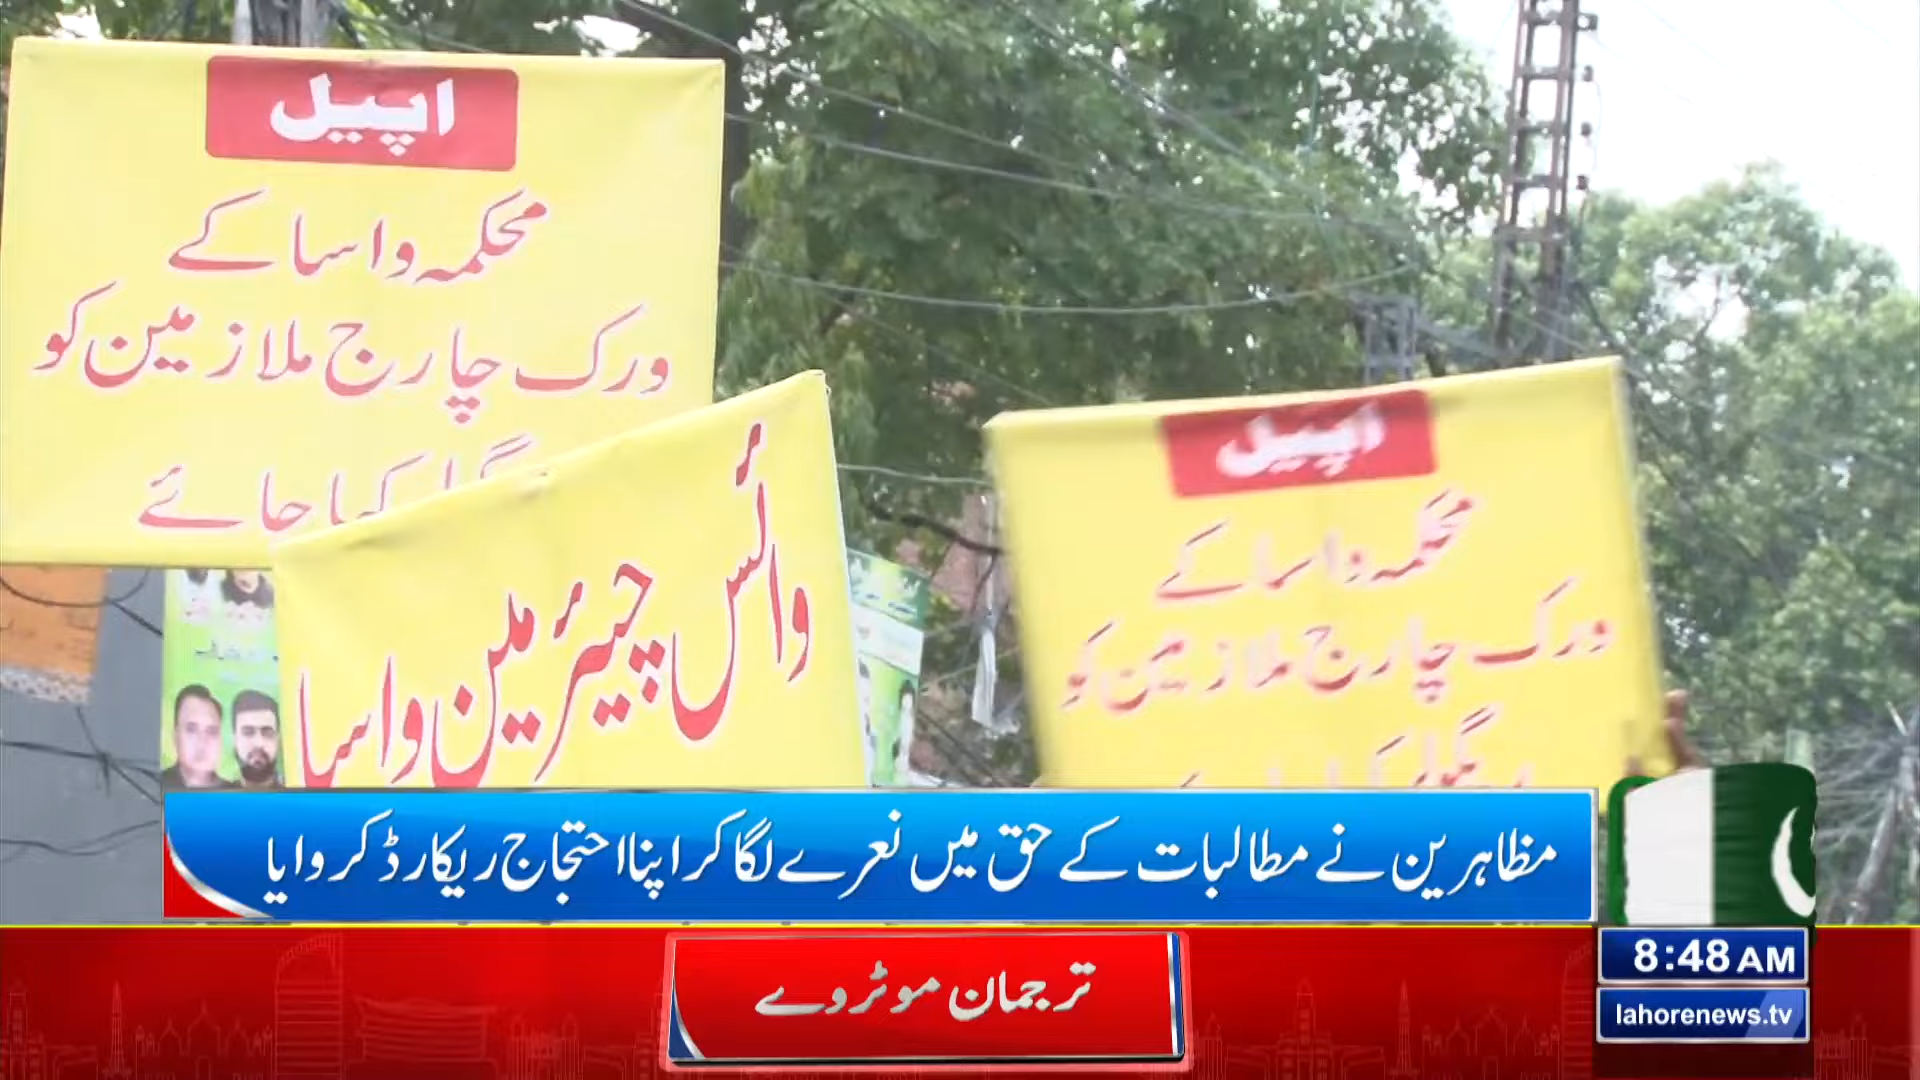 اپیل
محکمہ واسا کے
ورک چارج ملازمین کو
کیا جائے
وائس چیئرمین واسا
اپیل
محکمہ واسا کے
ورک چارج ملازمین کو
مظاہرین نے مطالبات کے حق میں نعرے لگا کر اپنا احتجاج ریکارڈ کروایا
ترجمان موٹروے
8:48 AM
lahorenews.tv